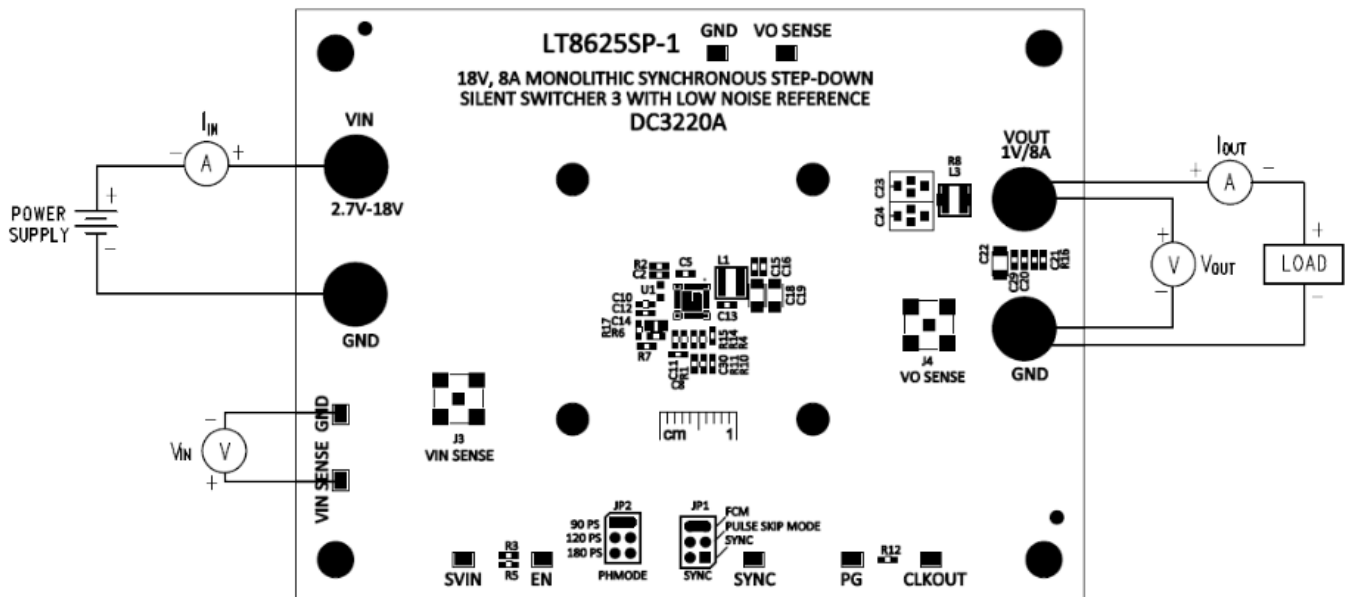 GND
VO SENSE
LT8625SP-1
18V, 8A MONOLITHIC SYNCHRONOUS STEP-DOWN
SILENT SWITCHER 3 WITH LOW NOISE REFERENCE
DC3220A
IIN
- A +
VIN
2.7V-18V
POWER
SUPPLY
+
-
GND
VOUT
1V/8A
IOUT
+ A -
R8
L3
C23
C24
C22
C29
C20
C21
R16
+
V
-
VOUT
+
LOAD
-
GND
J4
VO SENSE
R2
C2
C5
L1
C15
C16
U1
C10
C12
C14
R17
R6
R7
C13
C18
C19
R15
R14
R4
C11
C8
R1
C30
R11
R10
cm 1
J3
VIN SENSE
VIN
-
V
+
VIN SENSE GND
JP2
90 PS
120 PS
180 PS
PHMODE
JP1
FCM
PULSE SKIP MODE
SYNC
SYNC
R3
R5
SVIN
EN
SYNC
PG
R12
CLKOUT